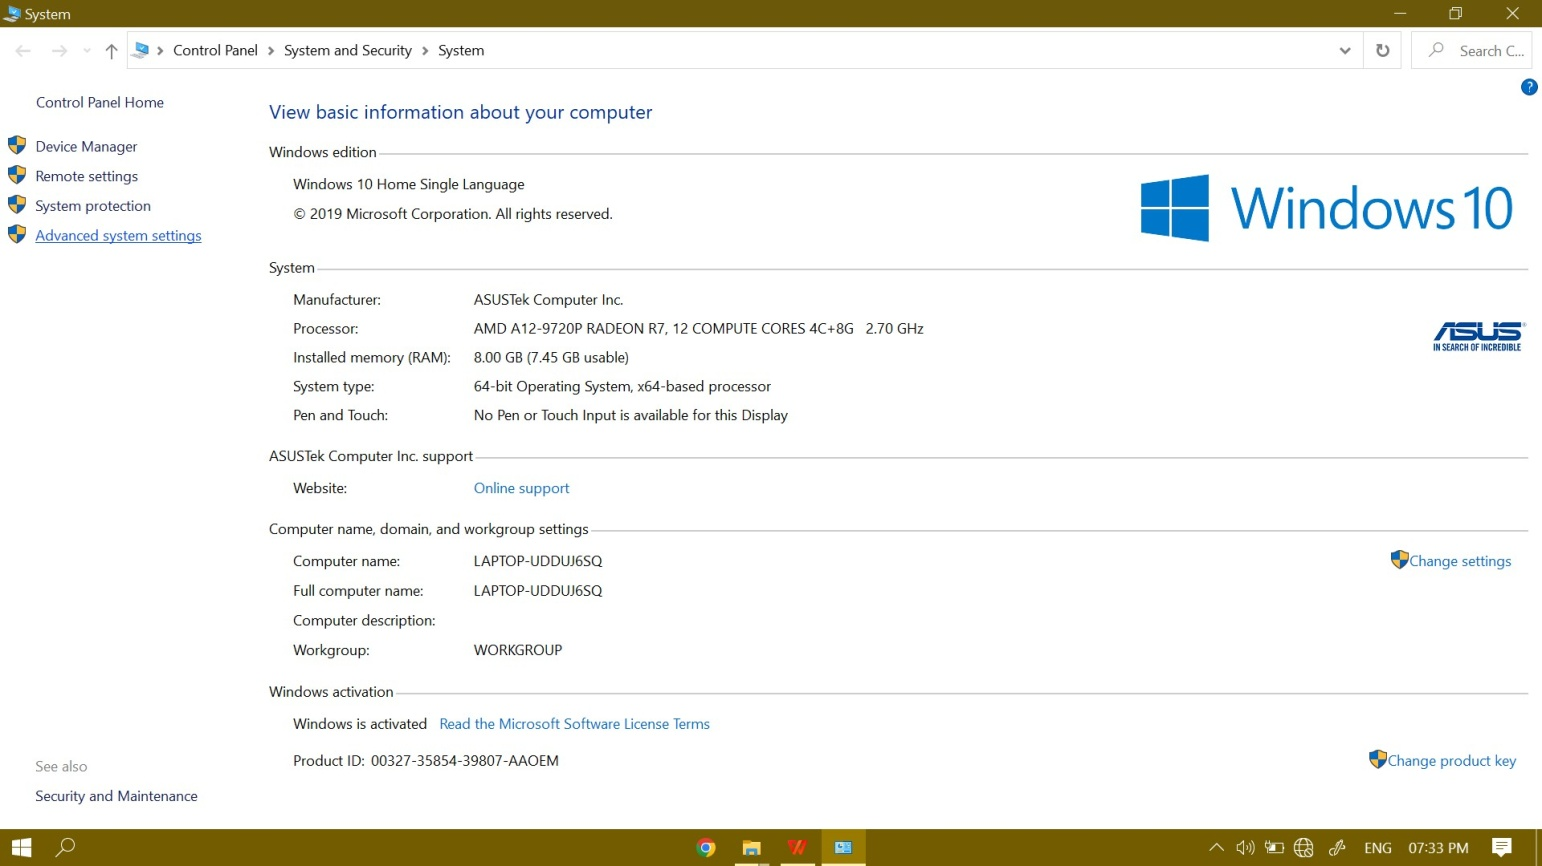 System
Control Panel > System and Security > System
Search C...
Control Panel Home
Device Manager
Remote settings
System protection
Advanced system settings
See also
Security and Maintenance
?
View basic information about your computer
Windows edition
Windows 10 Home Single Language
© 2019 Microsoft Corporation. All rights reserved.
Windows 10
System
Manufacturer: ASUSTek Computer Inc.
Processor: AMD A12-9720P RADEON R7, 12 COMPUTE CORES 4C+8G 2.70 GHz
Installed memory (RAM): 8.00 GB (7.45 GB usable)
System type: 64-bit Operating System, x64-based processor
Pen and Touch: No Pen or Touch Input is available for this Display
ASUS
IN SEARCH OF INCREDIBLE
ASUSTek Computer Inc. support
Website: Online support
Computer name, domain, and workgroup settings
Computer name: LAPTOP-UDDUJ6SQ
Change settings
Full computer name: LAPTOP-UDDUJ6SQ
Computer description:
Workgroup: WORKGROUP
Windows activation
Windows is activated Read the Microsoft Software License Terms
Product ID: 00327-35854-39807-AAOEM
Change product key
ENG 07:33 PM